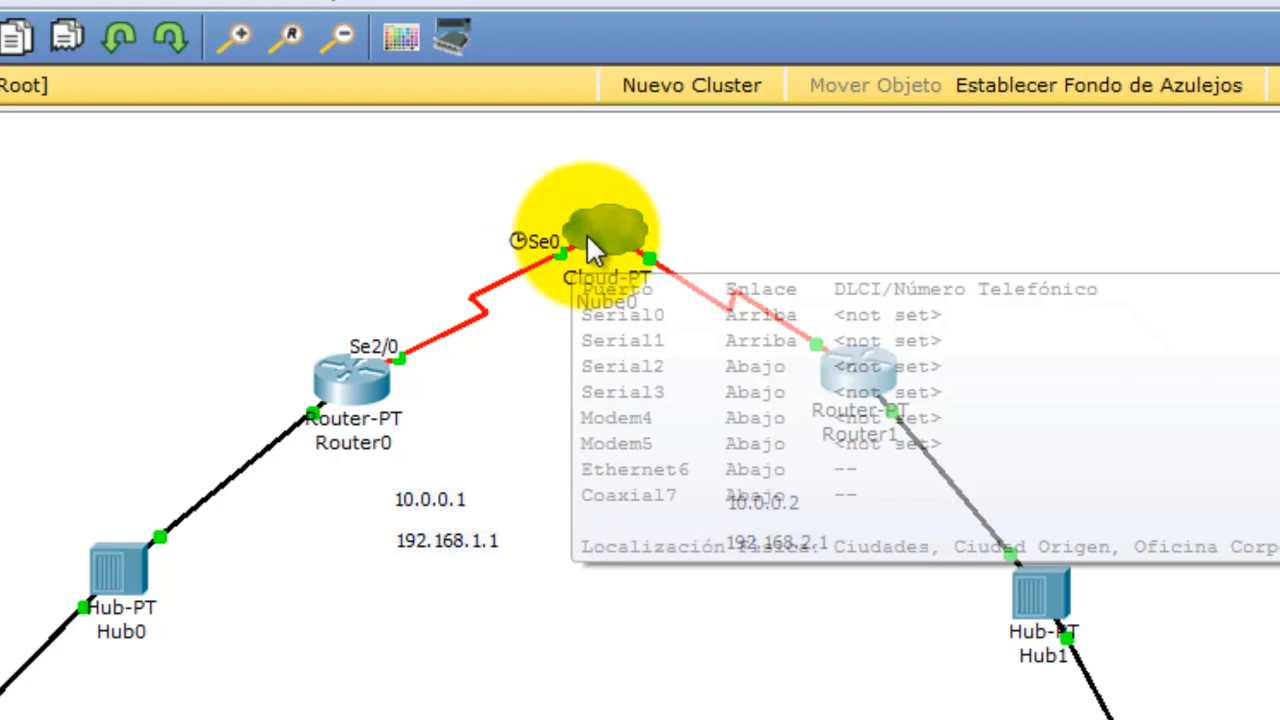 Root]
Nuevo Cluster
Mover Objeto
Establecer Fondo de Azulejos
Se0
Cloud-PT
Nube0
Puerto Enlace DLCI/Número Telefónico
Serial0 Arriba <not set>
Serial1 Arriba <not set>
Serial2 Abajo <not set>
Serial3 Abajo <not set>
Modem4 Abajo <not set>
Modem5 Abajo <not set>
Ethernet6 Abajo --
Coaxial7 Abajo --
Localización Física: Ciudades, Ciudad Origen, Oficina Corp
Se2/0
Router-PT
Router0
Router-PT
Router1
10.0.0.1
192.168.1.1
10.0.0.2
192.168.2.1
Hub-PT
Hub0
Hub-PT
Hub1
R